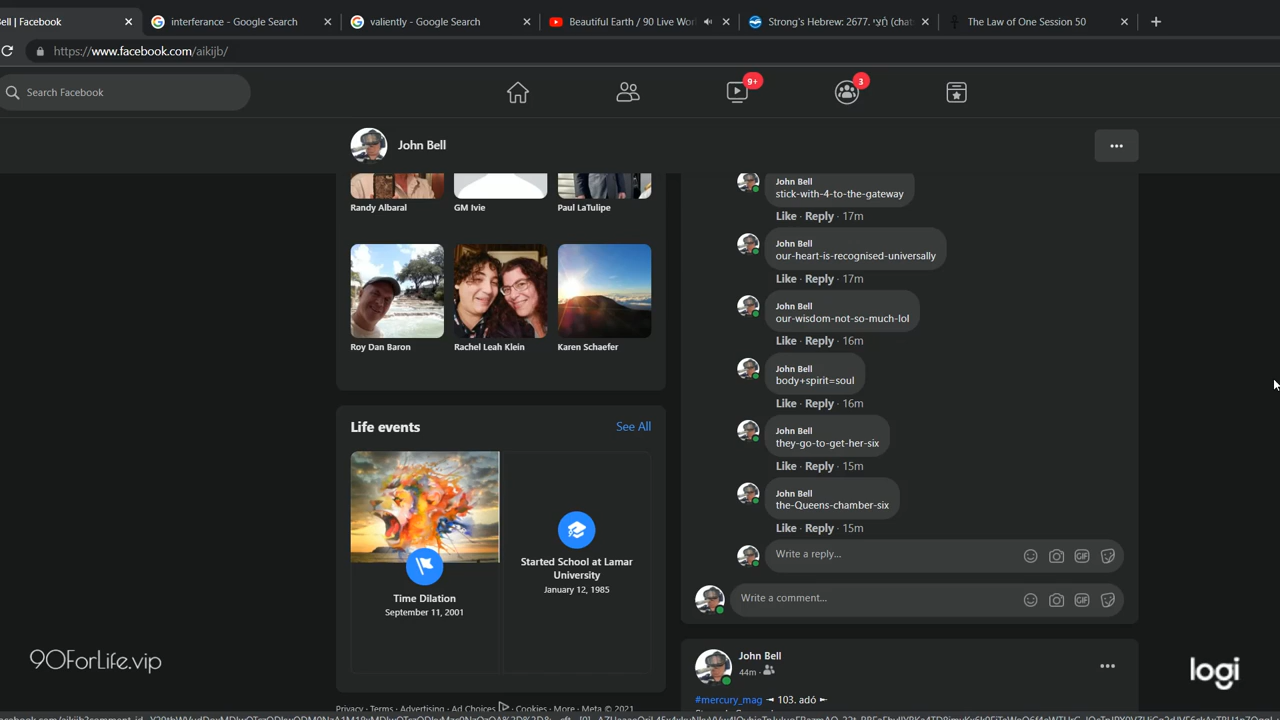 ell | Facebook
interferance - Google Search
valiently - Google Search
Beautiful Earth / 90 Live Wor
Strong's Hebrew: 2677. חֲצִי (chat
The Law of One Session 50
https://www.facebook.com/aikijb/
Search Facebook
9+
3
John Bell
Randy Albaral
GM Ivie
Paul LaTulipe
Roy Dan Baron
Rachel Leah Klein
Karen Schaefer
Life events
See All
Time Dilation
September 11, 2001
Started School at Lamar
University
January 12, 1985
Privacy · Terms · Advertising · Ad Choices · Cookies · More · Meta © 2021
John Bell
stick-with-4-to-the-gateway
Like · Reply · 17m
John Bell
our-heart-is-recognised-universally
Like · Reply · 17m
John Bell
our-wisdom-not-so-much-lol
Like · Reply · 16m
John Bell
body+spirit=soul
Like · Reply · 16m
John Bell
they-go-to-get-her-six
Like · Reply · 15m
John Bell
the-Queens-chamber-six
Like · Reply · 15m
Write a reply...
GIF
Write a comment...
GIF
John Bell
44m ·
#mercury_mag ⊸ 103. adó ⊷
90ForLife.vip
logi